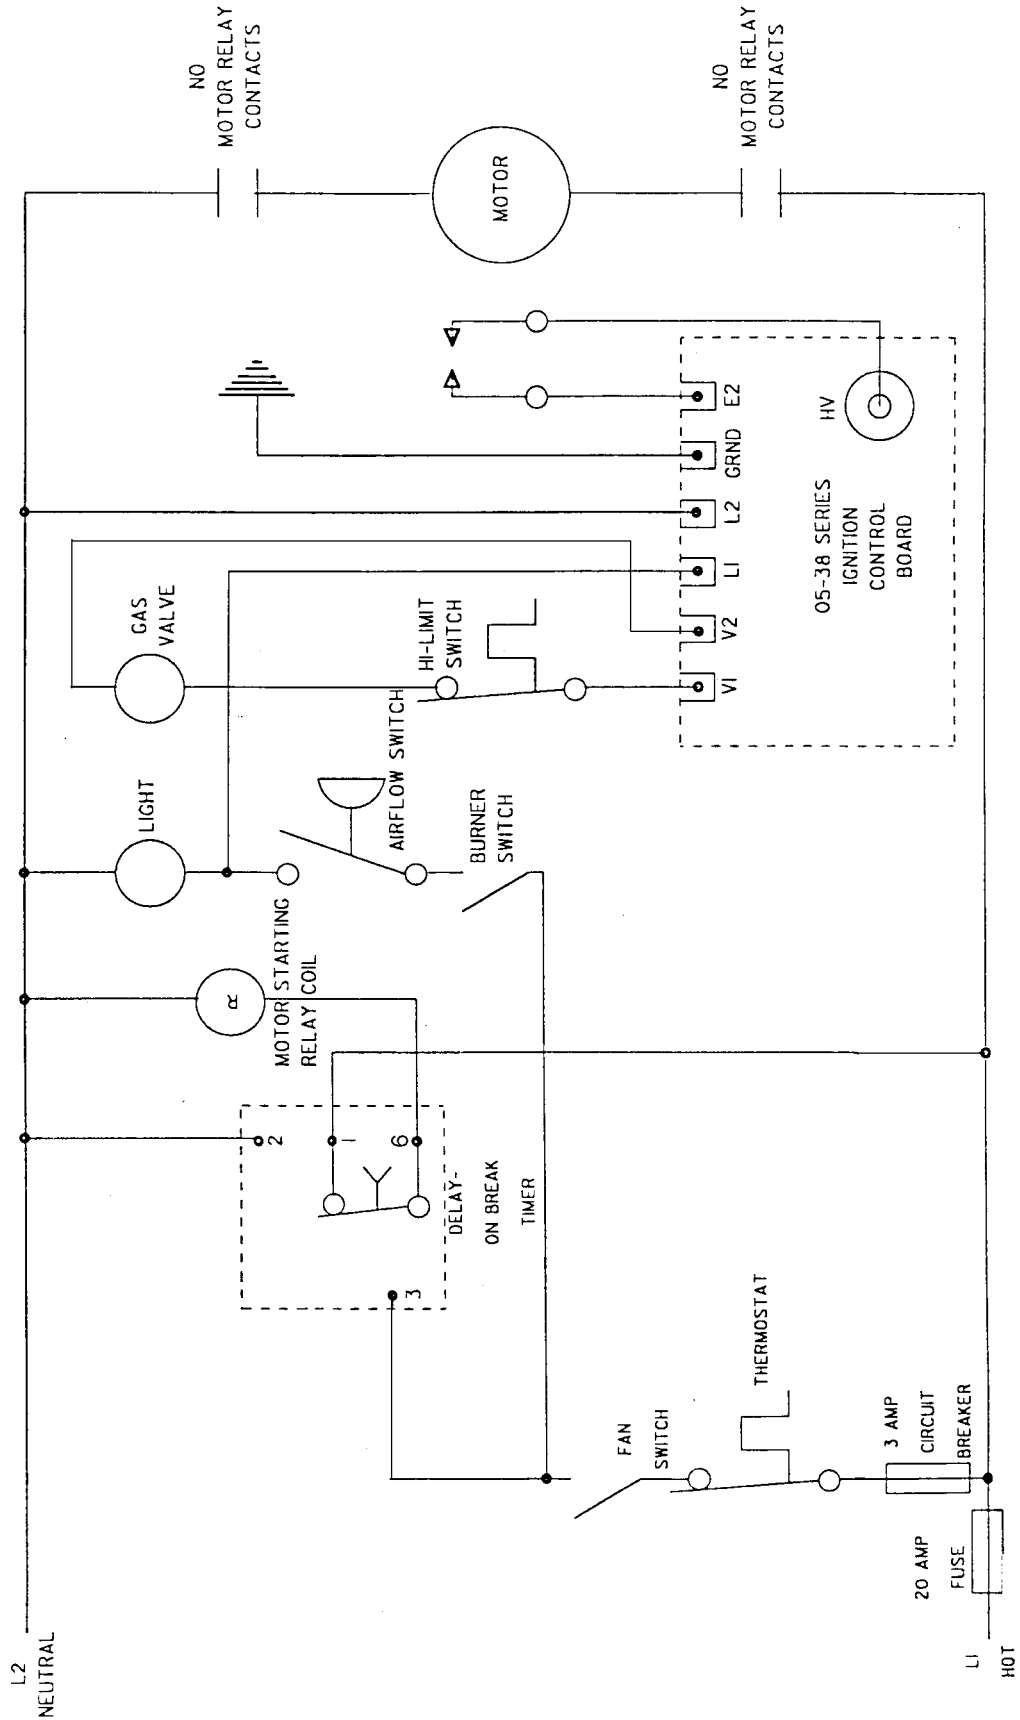 L2
NEUTRAL
NO
MOTOR RELAY
CONTACTS
MOTOR
NO
MOTOR RELAY
CONTACTS
GAS
VALVE
HI-LIMIT
SWITCH
LIGHT
AIRFLOW SWITCH
BURNER
SWITCH
R
MOTOR STARTING
RELAY COIL
2
1
6
3
DELAY-
ON BREAK
TIMER
V1
V2
L1
L2
GRND
E2
HV
05-38 SERIES
IGNITION
CONTROL
BOARD
FAN
SWITCH
THERMOSTAT
3 AMP
CIRCUIT
BREAKER
20 AMP
FUSE
L1
HOT